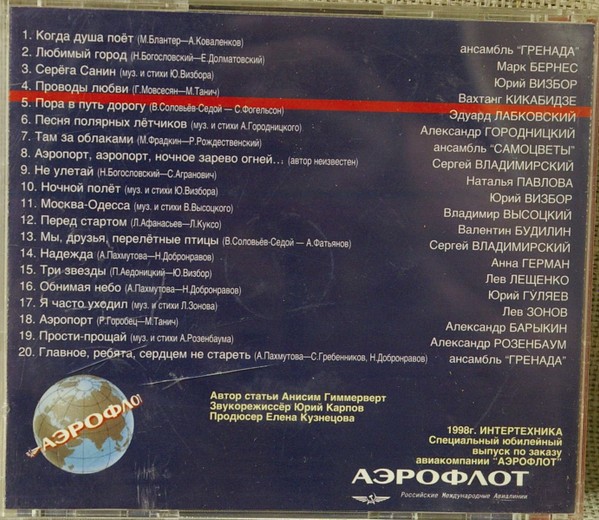 1. Когда душа поёт (М.Блантер—А.Коваленков) ансамбль "ГРЕНАДА"
2. Любимый город (Н.Богословский—Е.Долматовский) Марк БЕРНЕС
3. Серёга Санин (муз. и стихи Ю.Визбора) Юрий ВИЗБОР
4. Проводы любви (Г.Мовсесян—М.Танич) Вахтанг КИКАБИДЗЕ
5. Пора в путь дорогу (В.Соловьёв-Седой — С.Фогельсон) Эдуард ЛАБКОВСКИЙ
6. Песня полярных лётчиков (муз. и стихи А.Городницкого) Александр ГОРОДНИЦКИЙ
7. Там за облаками (М.Фрадкин—Р.Рождественский) ансамбль "САМОЦВЕТЫ"
8. Аэропорт, аэропорт, ночное зарево огней... (автор неизвестен) Сергей ВЛАДИМИРСКИЙ
9. Не улетай (Н.Богословский—С.Агранович) Наталья ПАВЛОВА
10. Ночной полёт (муз. и стихи Ю.Визбора) Юрий ВИЗБОР
11. Москва-Одесса (муз. и стихи В.Высоцкого) Владимир ВЫСОЦКИЙ
12. Перед стартом (Л.Афанасьев—Л.Куксо) Валентин БУДИЛИН
13. Мы, друзья, перелётные птицы (В.Соловьёв-Седой — А.Фатьянов) Сергей ВЛАДИМИРСКИЙ
14. Надежда (А.Пахмутова—Н.Добронравов) Анна ГЕРМАН
15. Три звезды (П.Аедоницкий—Ю.Визбор) Лев ЛЕЩЕНКО
16. Обнимая небо (А.Пахмутова—Н.Добронравов) Юрий ГУЛЯЕВ
17. Я часто уходил (муз. и стихи Л.Зонова) Лев ЗОНОВ
18. Аэропорт (Р.Горобец—М.Танич) Александр БАРЫКИН
19. Прости-прощай (муз. и стихи А.Розенбаума) Александр РОЗЕНБАУМ
20. Главное, ребята, сердцем не стареть (А.Пахмутова—С.Гребенников, Н.Добронравов) ансамбль "ГРЕНАДА"
АЭРОФЛОТ
Автор статьи Анисим Гиммерверт
Звукорежиссёр Юрий Карпов
Продюсер Елена Кузнецова
1998г. ИНТЕРТЕХНИКА
Специальный юбилейный
выпуск по заказу
авиакомпании "АЭРОФЛОТ"
АЭРОФЛОТ
Российские Международные Авиалинии